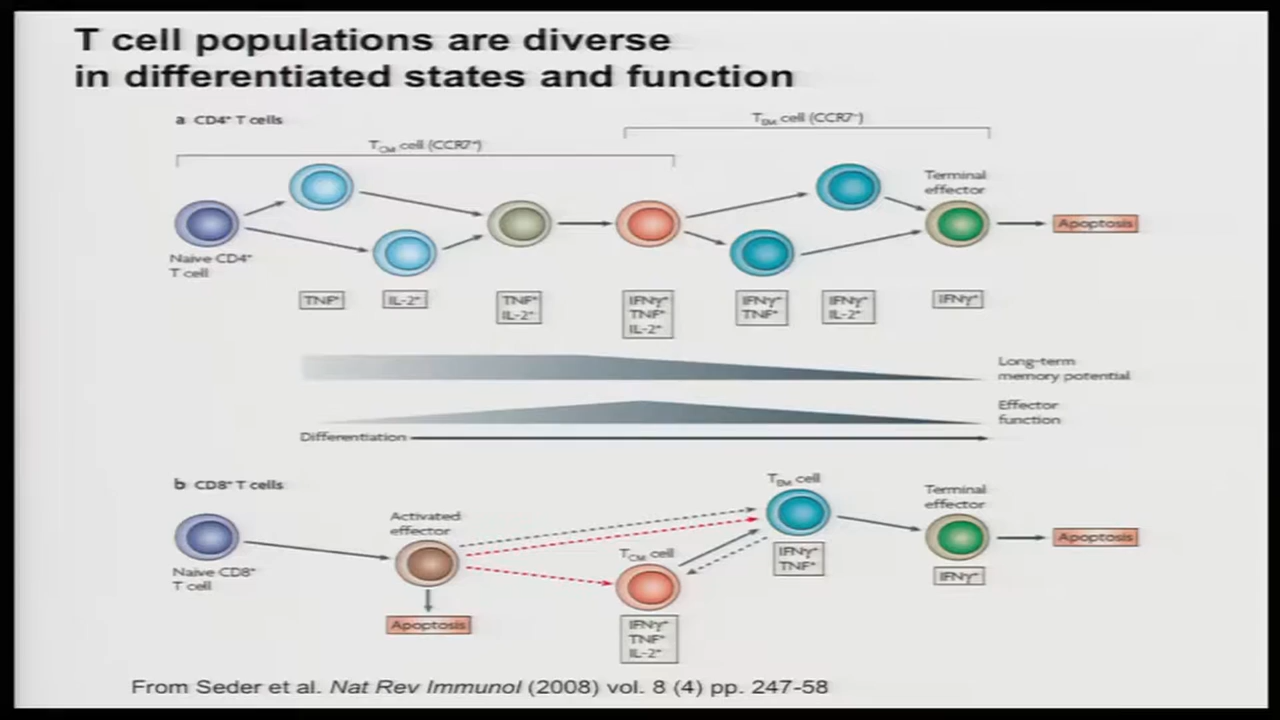 T cell populations are diverse
in differentiated states and function
a CD4⁺ T cells
T_CM cell (CCR7⁺)
T_EM cell (CCR7⁻)
Naive CD4⁺
T cell
Terminal
effector
Apoptosis
TNF⁺
IL-2⁺
TNF⁺
IL-2⁺
IFNγ⁺
TNF⁺
IL-2⁺
IFNγ⁺
TNF⁺
IFNγ⁺
IL-2⁺
IFNγ⁺
Long-term
memory potential
Effector
function
Differentiation
b CD8⁺ T cells
Naive CD8⁺
T cell
Activated
effector
Apoptosis
T_CM cell
IFNγ⁺
TNF⁺
IL-2⁺
T_EM cell
IFNγ⁺
TNF⁺
Terminal
effector
IFNγ⁺
Apoptosis
From Seder et al. Nat Rev Immunol (2008) vol. 8 (4) pp. 247-58